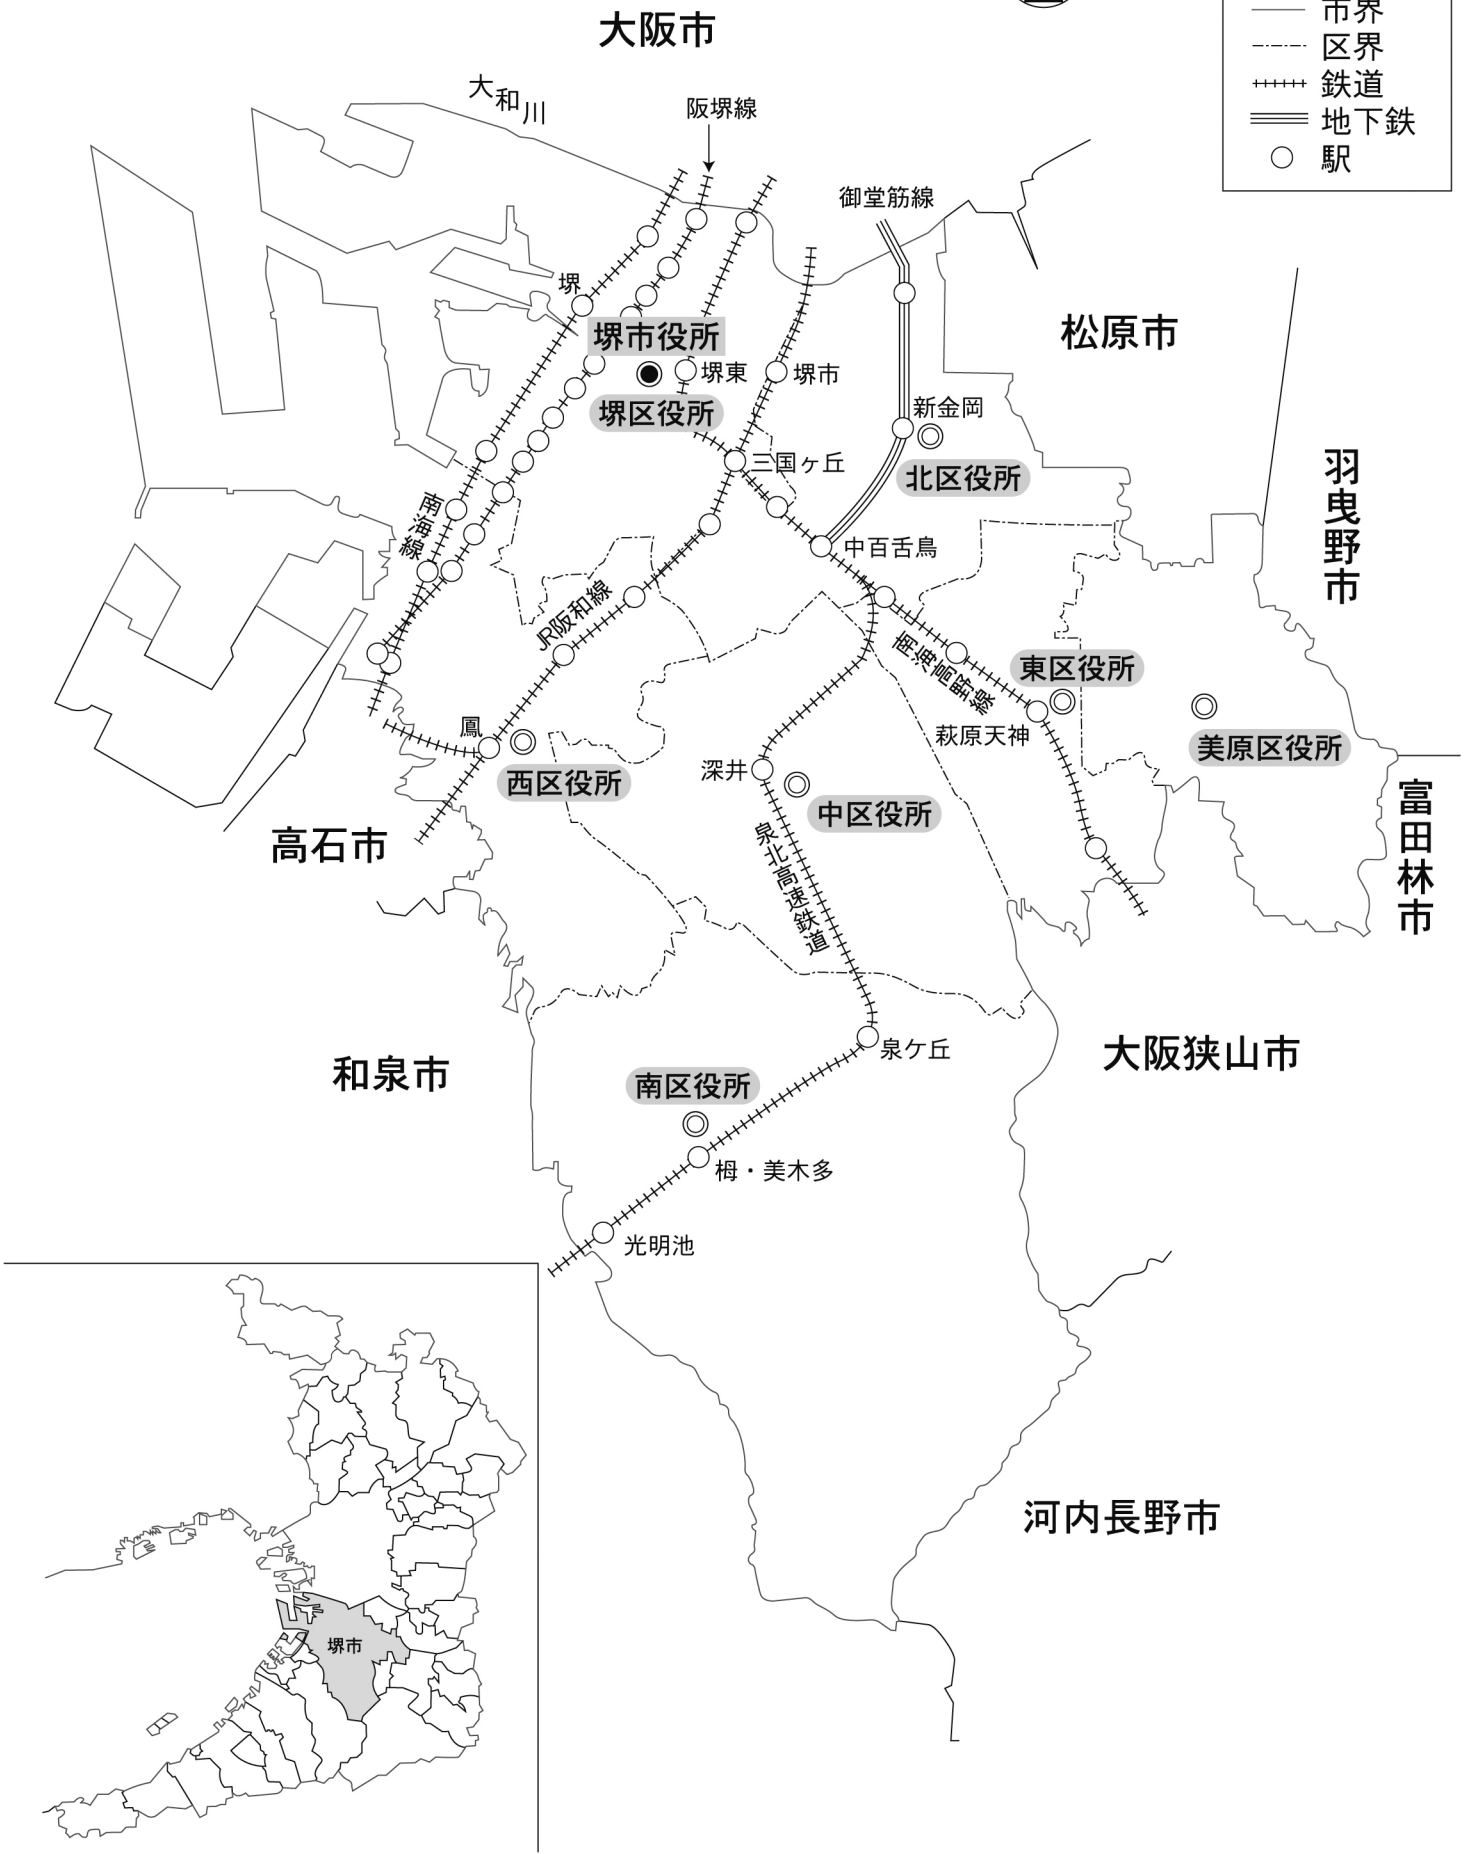 大阪市
市界
区界
鉄道
地下鉄
駅
大和川
阪堺線
御堂筋線
堺
松原市
堺市役所
堺東
堺市
堺区役所
新金岡
三国ヶ丘
北区役所
羽曳野市
南海線
中百舌鳥
JR阪和線
南海高野線
東区役所
萩原天神
鳳
美原区役所
西区役所
深井
中区役所
富田林市
高石市
泉北高速鉄道
和泉市
泉ケ丘
大阪狭山市
南区役所
栂・美木多
光明池
河内長野市
堺市